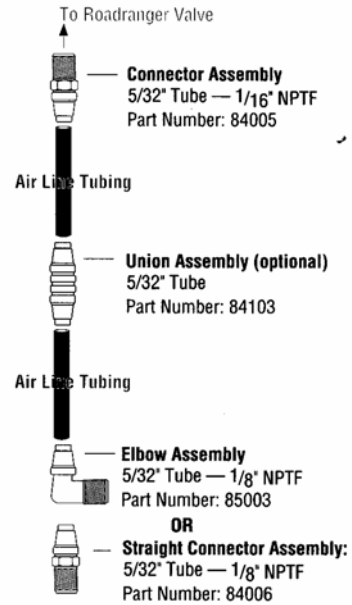 To Roadranger Valve
Connector Assembly
5/32" Tube — 1/16" NPTF
Part Number: 84005
Air Line Tubing
Union Assembly (optional)
5/32" Tube
Part Number: 84103
Air Line Tubing
Elbow Assembly
5/32" Tube — 1/8" NPTF
Part Number: 85003
OR
Straight Connector Assembly:
5/32" Tube — 1/8" NPTF
Part Number: 84006